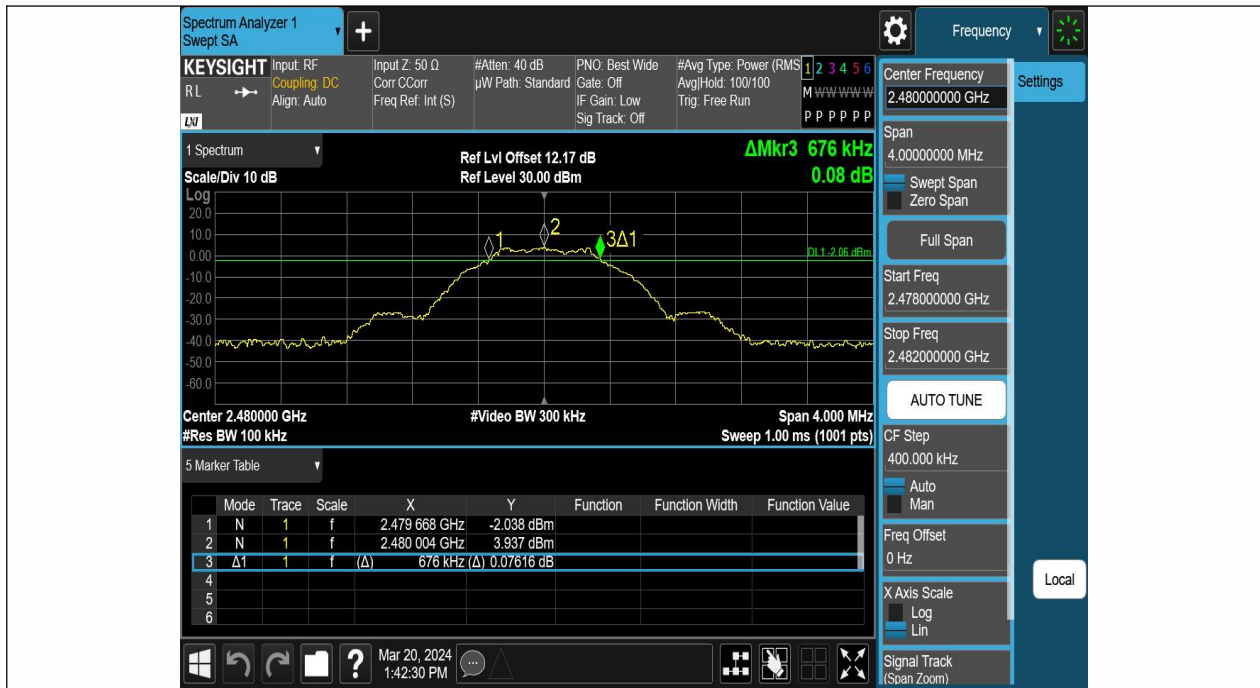 Spectrum Analyzer 1
Swept SA
+
Frequency
KEYSIGHT
RL
LXI
Input: RF
Coupling: DC
Align: Auto
Input Z: 50 Ω
Corr CCorr
Freq Ref: Int (S)
#Atten: 40 dB
µW Path: Standard
PNO: Best Wide
Gate: Off
IF Gain: Low
Sig Track: Off
#Avg Type: Power (RMS
Avg|Hold: 100/100
Trig: Free Run
1 2 3 4 5 6
M W W W W W
P P P P P P
1 Spectrum
Scale/Div 10 dB
Ref Lvl Offset 12.17 dB
Ref Level 30.00 dBm
ΔMkr3 676 kHz
0.08 dB
Log
20.0
10.0
0.00
-10.0
-20.0
-30.0
-40.0
-50.0
-60.0
1
2
3Δ1
DL1 -2.06 dBm
Center 2.480000 GHz
#Video BW 300 kHz
Span 4.000 MHz
#Res BW 100 kHz
Sweep 1.00 ms (1001 pts)
5 Marker Table
Mode Trace Scale X Y Function Function Width Function Value
1 N 1 f 2.479 668 GHz -2.038 dBm
2 N 1 f 2.480 004 GHz 3.937 dBm
3 Δ1 1 f (Δ) 676 kHz (Δ) 0.07616 dB
4
5
6
?
Mar 20, 2024
1:42:30 PM
Center Frequency
2.480000000 GHz
Settings
Span
4.00000000 MHz
Swept Span
Zero Span
Full Span
Start Freq
2.478000000 GHz
Stop Freq
2.482000000 GHz
AUTO TUNE
CF Step
400.000 kHz
Auto
Man
Freq Offset
0 Hz
X Axis Scale
Log
Lin
Local
Signal Track
(Span Zoom)